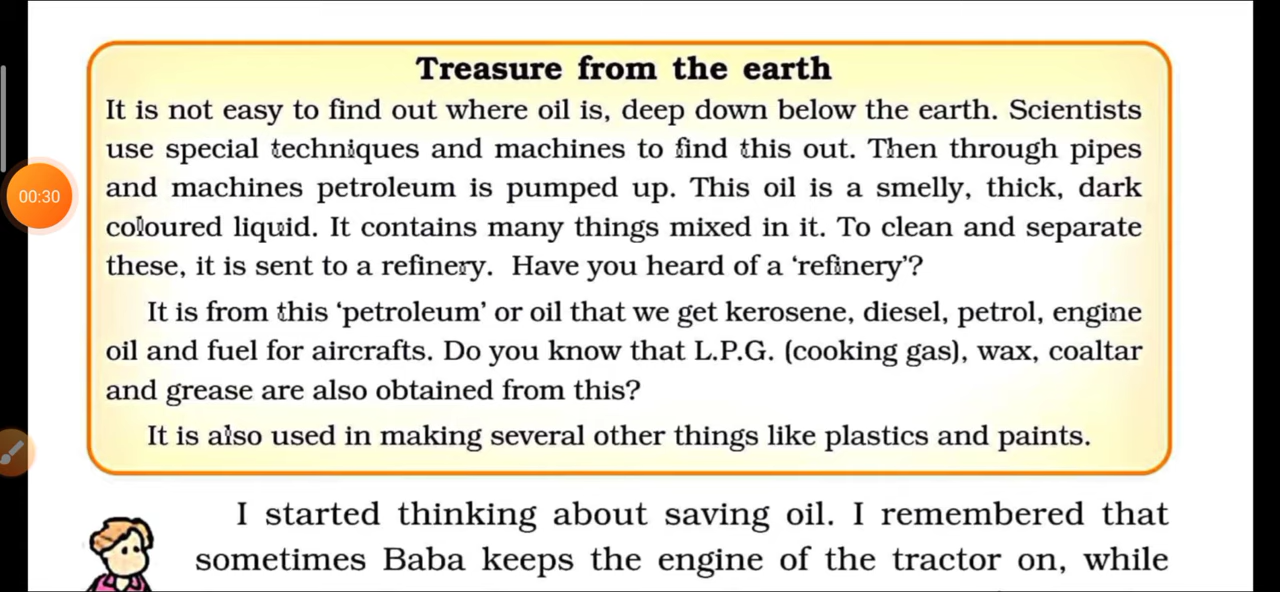 Treasure from the earth
It is not easy to find out where oil is, deep down below the earth. Scientists
use special techniques and machines to find this out. Then through pipes
and machines petroleum is pumped up. This oil is a smelly, thick, dark
coloured liquid. It contains many things mixed in it. To clean and separate
these, it is sent to a refinery. Have you heard of a ‘refinery’?
It is from this ‘petroleum’ or oil that we get kerosene, diesel, petrol, engine
oil and fuel for aircrafts. Do you know that L.P.G. (cooking gas), wax, coaltar
and grease are also obtained from this?
It is also used in making several other things like plastics and paints.
00:30
I started thinking about saving oil. I remembered that
sometimes Baba keeps the engine of the tractor on, while